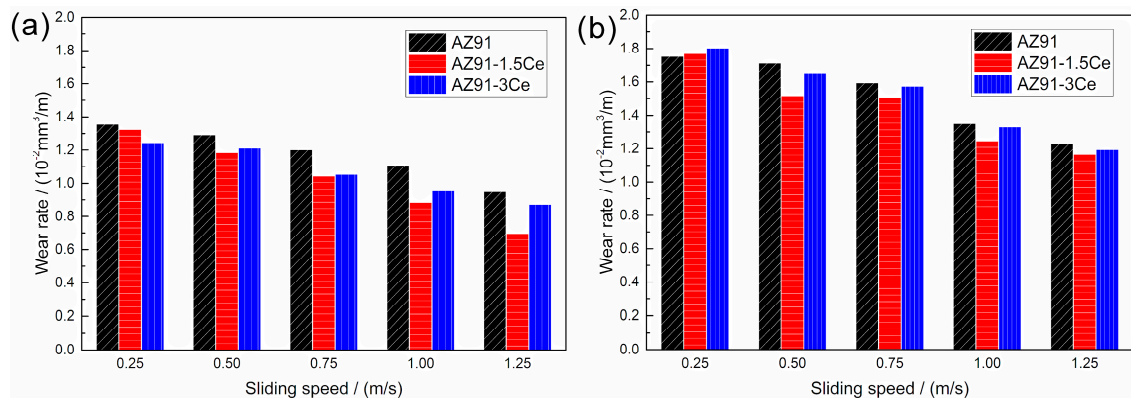 (a)
AZ91
AZ91-1.5Ce
AZ91-3Ce
Wear rate / (10⁻²mm³/m)
2.0
1.8
1.6
1.4
1.2
1.0
0.8
0.6
0.4
0.2
0.0
0.25 0.50 0.75 1.00 1.25
Sliding speed / (m/s)
(b)
AZ91
AZ91-1.5Ce
AZ91-3Ce
Wear rate / (10⁻²mm³/m)
2.0
1.8
1.6
1.4
1.2
1.0
0.8
0.6
0.4
0.2
0.0
0.25 0.50 0.75 1.00 1.25
Sliding speed / (m/s)